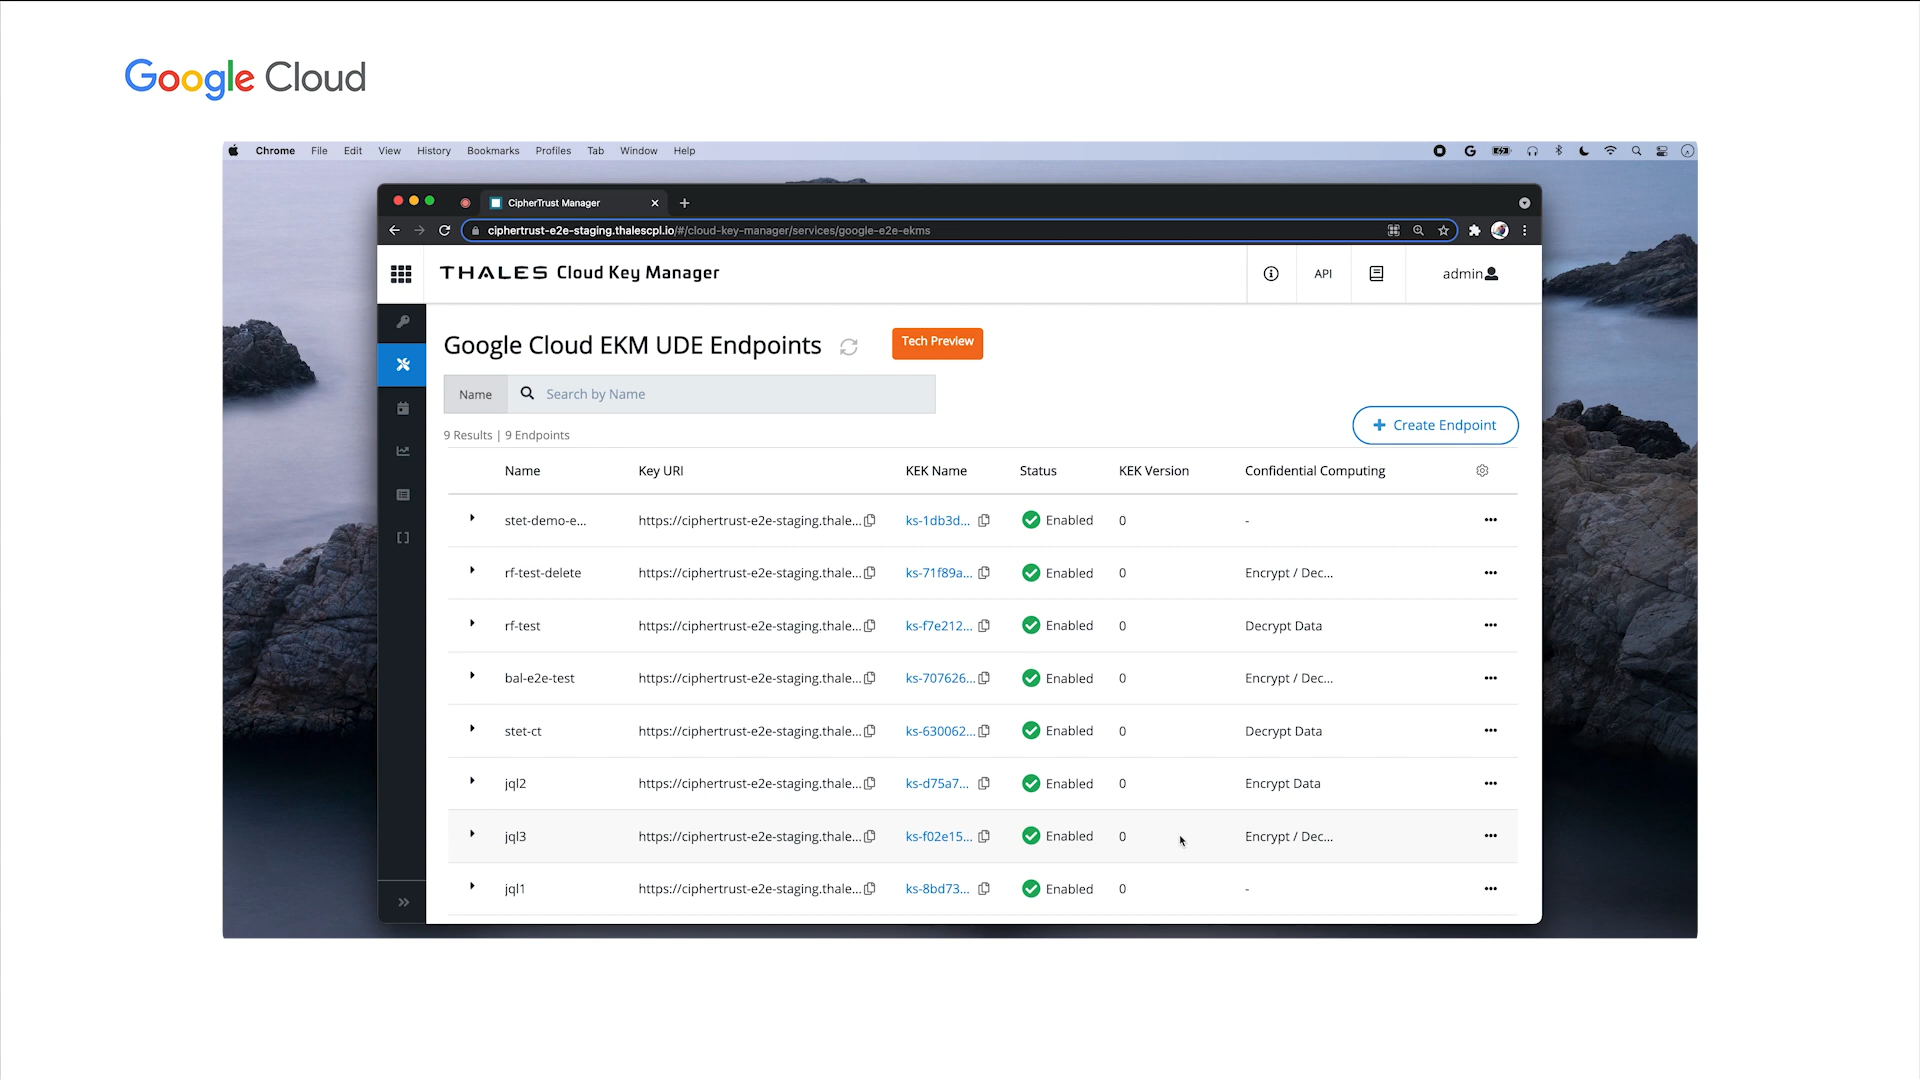 Google Cloud
Chrome File Edit View History Bookmarks Profiles Tab Window Help
CipherTrust Manager
ciphertrust-e2e-staging.thalescpl.io/#/cloud-key-manager/services/google-e2e-ekms
THALES Cloud Key Manager
API
admin
Google Cloud EKM UDE Endpoints
Tech Preview
Name Search by Name
9 Results | 9 Endpoints
+ Create Endpoint
Name Key URI KEK Name Status KEK Version Confidential Computing
stet-demo-e... https://ciphertrust-e2e-staging.thale... ks-1db3d... Enabled 0 -
rf-test-delete https://ciphertrust-e2e-staging.thale... ks-71f89a... Enabled 0 Encrypt / Dec...
rf-test https://ciphertrust-e2e-staging.thale... ks-f7e212... Enabled 0 Decrypt Data
bal-e2e-test https://ciphertrust-e2e-staging.thale... ks-707626... Enabled 0 Encrypt / Dec...
stet-ct https://ciphertrust-e2e-staging.thale... ks-630062... Enabled 0 Decrypt Data
jql2 https://ciphertrust-e2e-staging.thale... ks-d75a7... Enabled 0 Encrypt Data
jql3 https://ciphertrust-e2e-staging.thale... ks-f02e15... Enabled 0 Encrypt / Dec...
jql1 https://ciphertrust-e2e-staging.thale... ks-8bd73... Enabled 0 -